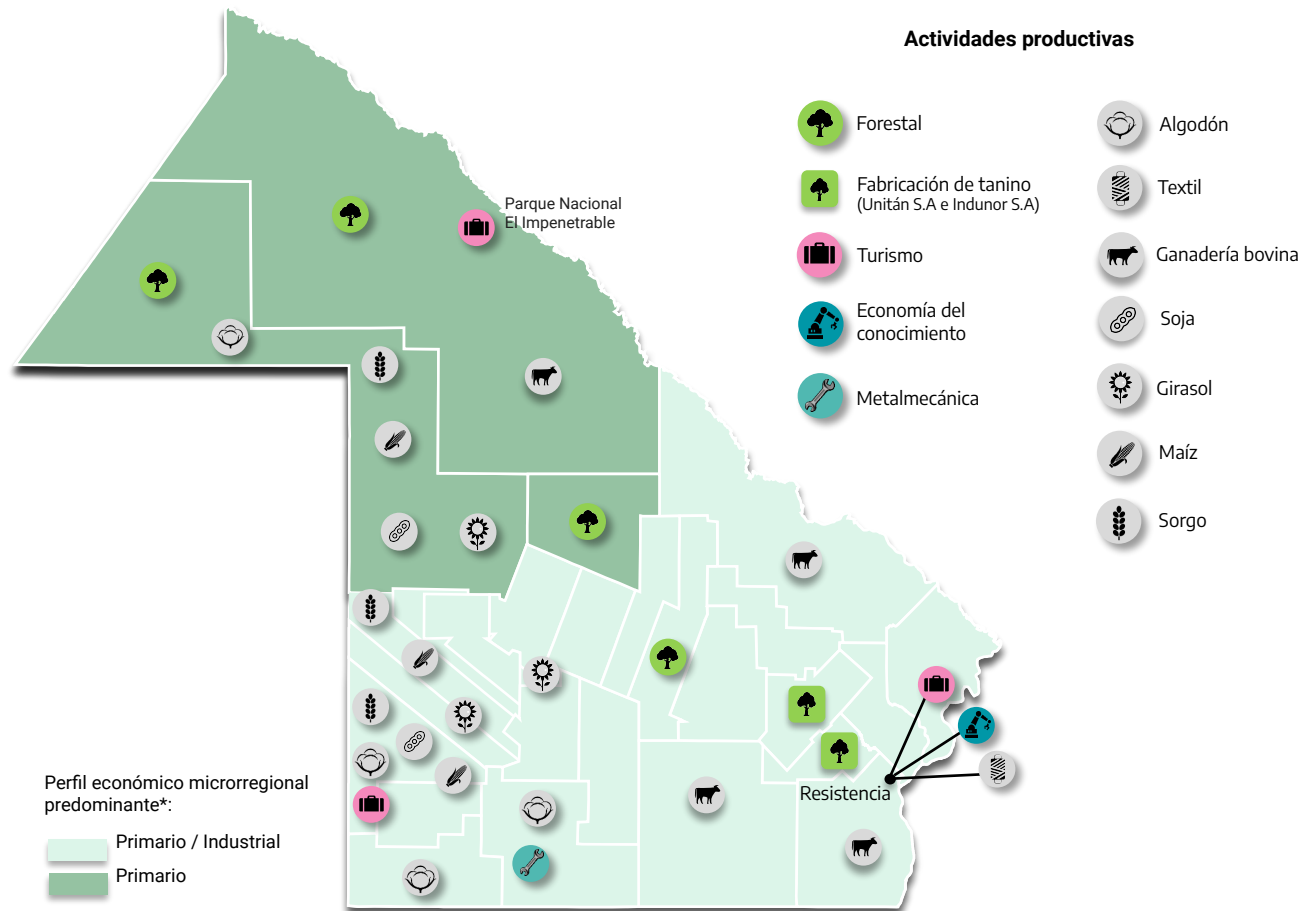 Actividades productivas
Forestal
Fabricación de tanino
(Unitán S.A e Indunor S.A)
Turismo
Economía del
conocimiento
Metalmecánica
Algodón
Textil
Ganadería bovina
Soja
Girasol
Maíz
Sorgo
Parque Nacional
El Impenetrable
Resistencia
Perfil económico microrregional
predominante*:
Primario / Industrial
Primario